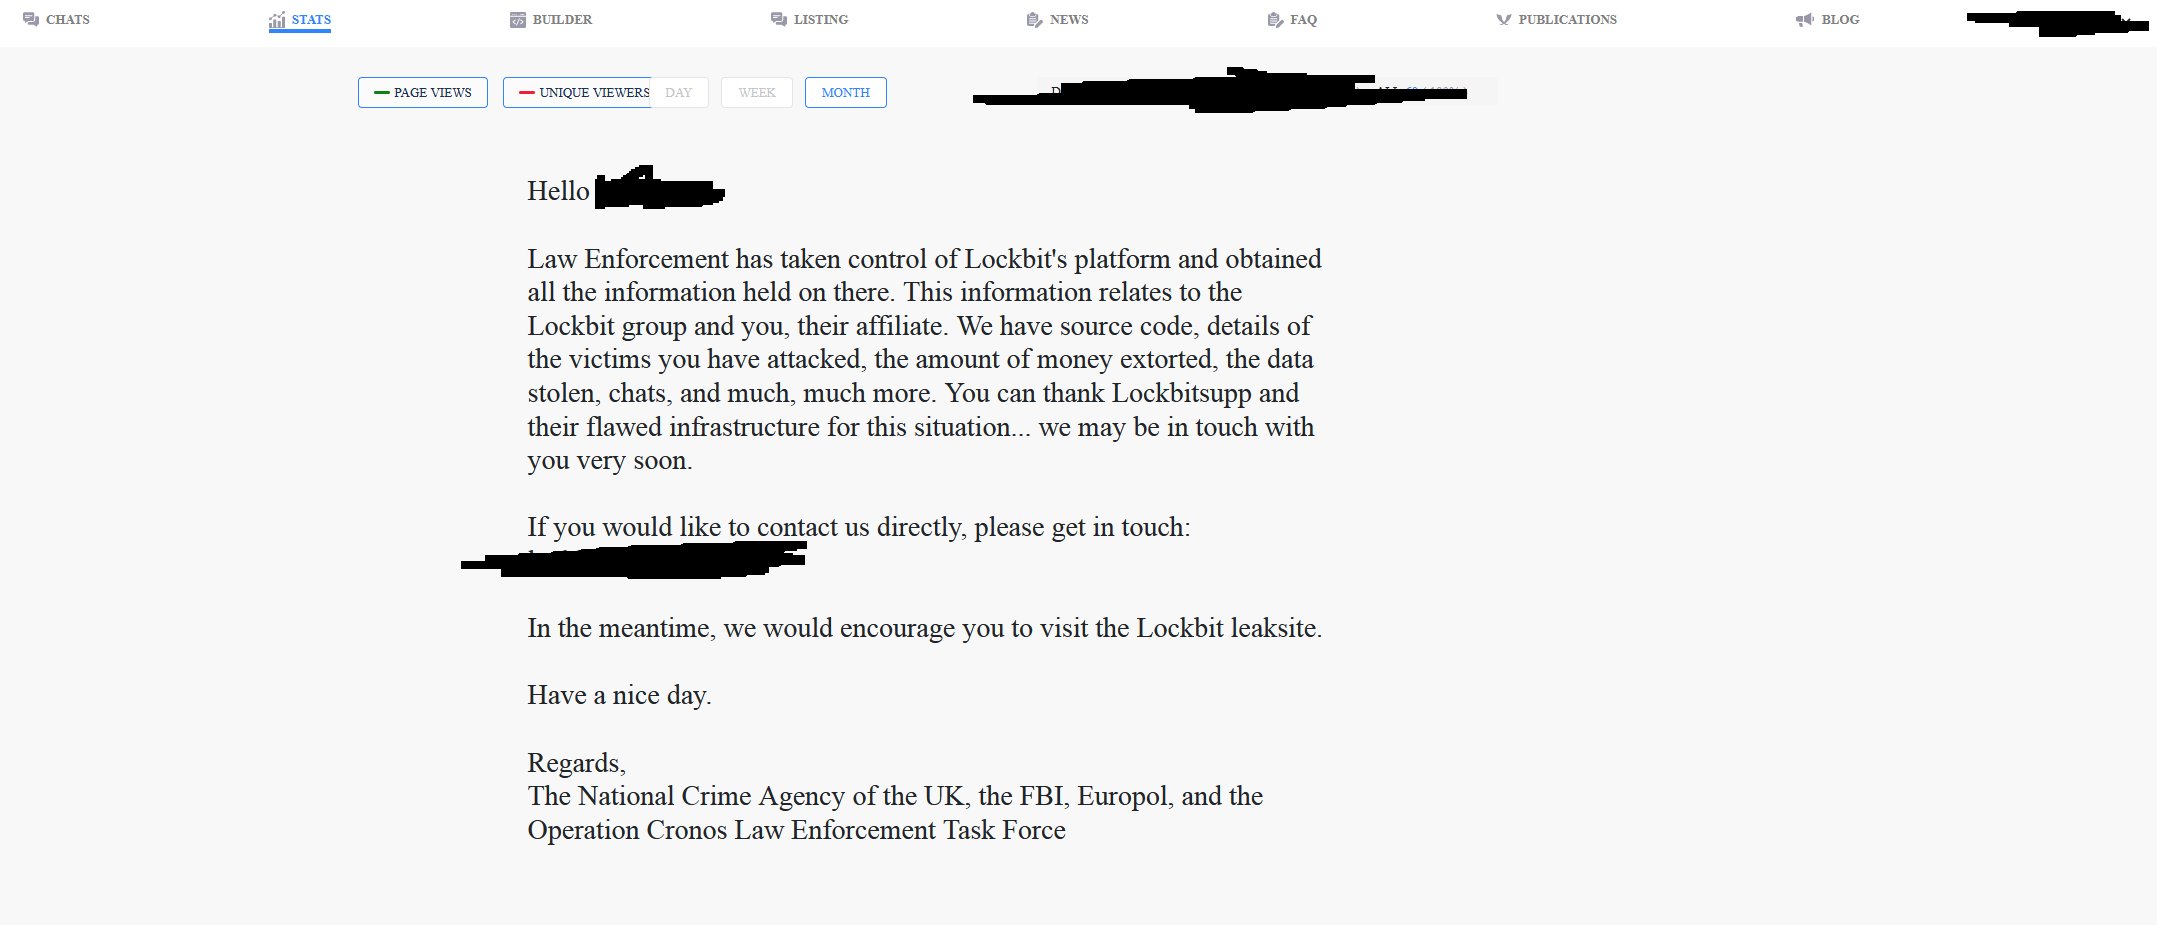 CHATS STATS BUILDER LISTING NEWS FAQ PUBLICATIONS BLOG
PAGE VIEWS UNIQUE VIEWERS DAY WEEK MONTH
Hello
Law Enforcement has taken control of Lockbit's platform and obtained
all the information held on there. This information relates to the
Lockbit group and you, their affiliate. We have source code, details of
the victims you have attacked, the amount of money extorted, the data
stolen, chats, and much, much more. You can thank Lockbitsupp and
their flawed infrastructure for this situation... we may be in touch with
you very soon.
If you would like to contact us directly, please get in touch:
In the meantime, we would encourage you to visit the Lockbit leaksite.
Have a nice day.
Regards,
The National Crime Agency of the UK, the FBI, Europol, and the
Operation Cronos Law Enforcement Task Force